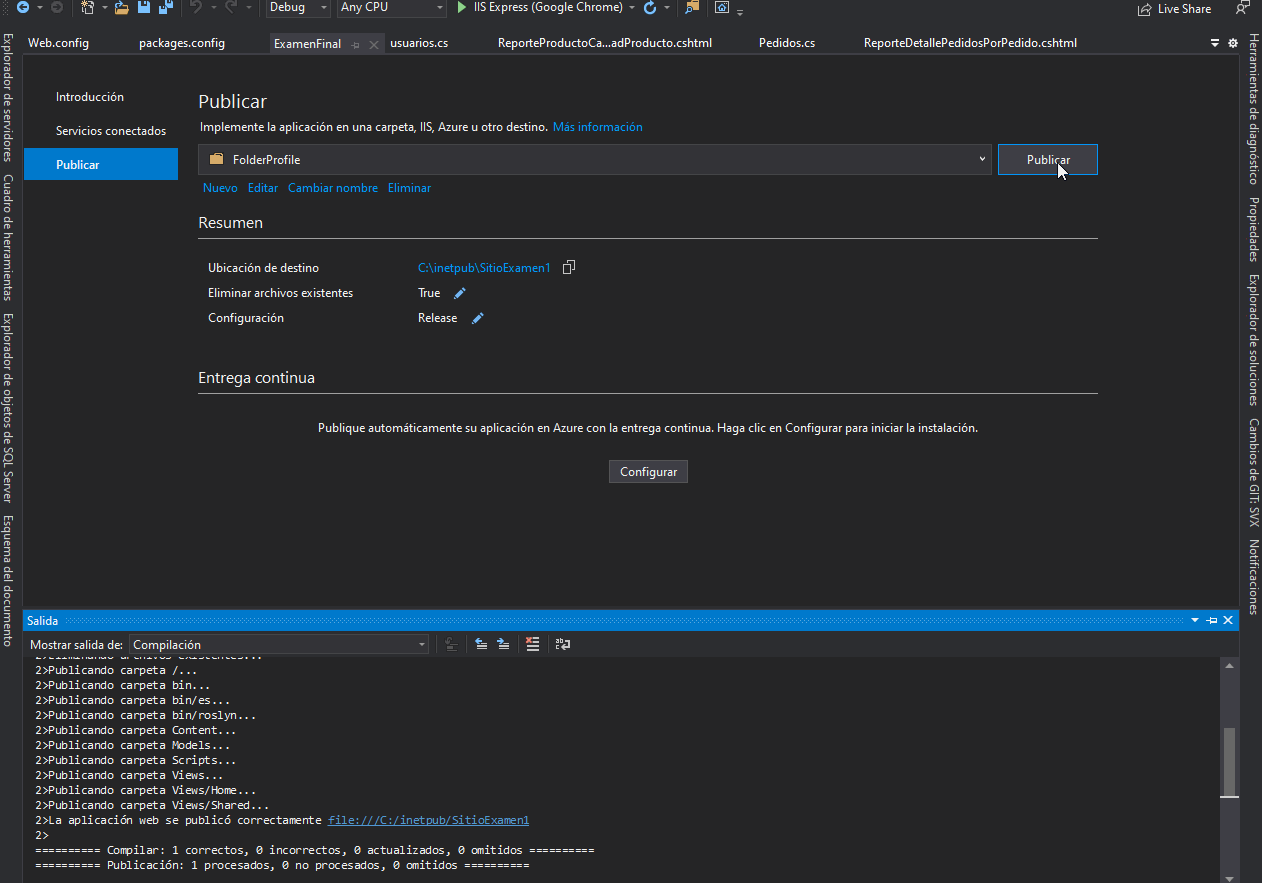 Debug
Any CPU
IIS Express (Google Chrome)
Live Share
Web.config
packages.config
ExamenFinal
usuarios.cs
ReporteProductoCa...adProducto.cshtml
Pedidos.cs
ReporteDetallePedidosPorPedido.cshtml
Explorador de servidores
Cuadro de herramientas
Explorador de objetos de SQL Server
Esquema del documento
Introducción
Servicios conectados
Publicar
Publicar
Implemente la aplicación en una carpeta, IIS, Azure u otro destino. Más información
FolderProfile
Publicar
Nuevo Editar Cambiar nombre Eliminar
Resumen
Ubicación de destino C:\inetpub\SitioExamen1
Eliminar archivos existentes True
Configuración Release
Entrega continua
Publique automáticamente su aplicación en Azure con la entrega continua. Haga clic en Configurar para iniciar la instalación.
Configurar
Herramientas de diagnóstico
Propiedades
Explorador de soluciones
Cambios de GIT: SVX
Notificaciones
Salida
Mostrar salida de: Compilación
2>Eliminando archivos existentes...
2>Publicando carpeta /...
2>Publicando carpeta bin...
2>Publicando carpeta bin/es...
2>Publicando carpeta bin/roslyn...
2>Publicando carpeta Content...
2>Publicando carpeta Models...
2>Publicando carpeta Scripts...
2>Publicando carpeta Views...
2>Publicando carpeta Views/Home...
2>Publicando carpeta Views/Shared...
2>La aplicación web se publicó correctamente file:///C:/inetpub/SitioExamen1
2>
========== Compilar: 1 correctos, 0 incorrectos, 0 actualizados, 0 omitidos ==========
========== Publicación: 1 procesados, 0 no procesados, 0 omitidos ==========